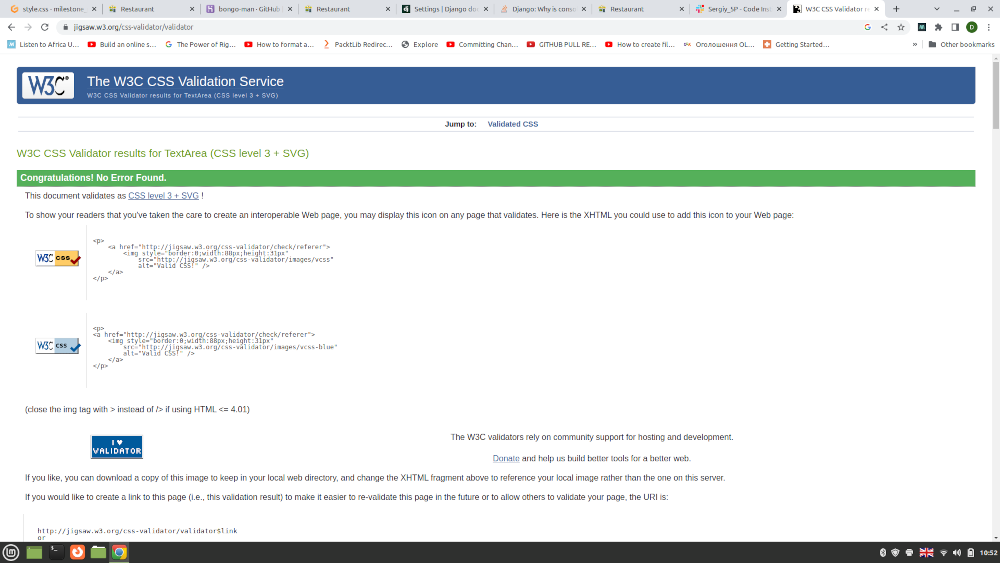 style.css - milestone_
Restaurant
bongo-man · GitHub
Restaurant
Settings | Django do
Django: Why is conso
Restaurant
Sergiy_5P - Code Ins
W3C CSS Validator re
jigsaw.w3.org/css-validator/validator
D
Listen to Africa U...
Build an online s...
The Power of Rig...
How to format a...
PacktLib Redirec...
Explore
Committing Chan...
GITHUB PULL RE...
How to create fil...
Оголошення OL...
Getting Started...
»
Other bookmarks
W3C®
The W3C CSS Validation Service
W3C CSS Validator results for TextArea (CSS level 3 + SVG)
Jump to: Validated CSS
W3C CSS Validator results for TextArea (CSS level 3 + SVG)
Congratulations! No Error Found.
This document validates as CSS level 3 + SVG !
To show your readers that you've taken the care to create an interoperable Web page, you may display this icon on any page that validates. Here is the XHTML you could use to add this icon to your Web page:
W3C css
<p>
<a href="http://jigsaw.w3.org/css-validator/check/referer">
<img style="border:0;width:88px;height:31px"
src="http://jigsaw.w3.org/css-validator/images/vcss"
alt="Valid CSS!" />
</a>
</p>
W3C css
<p>
<a href="http://jigsaw.w3.org/css-validator/check/referer">
<img style="border:0;width:88px;height:31px"
src="http://jigsaw.w3.org/css-validator/images/vcss-blue"
alt="Valid CSS!" />
</a>
</p>
(close the img tag with > instead of /> if using HTML <= 4.01)
I ♥
VALIDATOR
The W3C validators rely on community support for hosting and development.
Donate and help us build better tools for a better web.
If you like, you can download a copy of this image to keep in your local web directory, and change the XHTML fragment above to reference your local image rather than the one on this server.
If you would like to create a link to this page (i.e., this validation result) to make it easier to re-validate this page in the future or to allow others to validate your page, the URI is:
http://jigsaw.w3.org/css-validator/validator$link
or
10:52